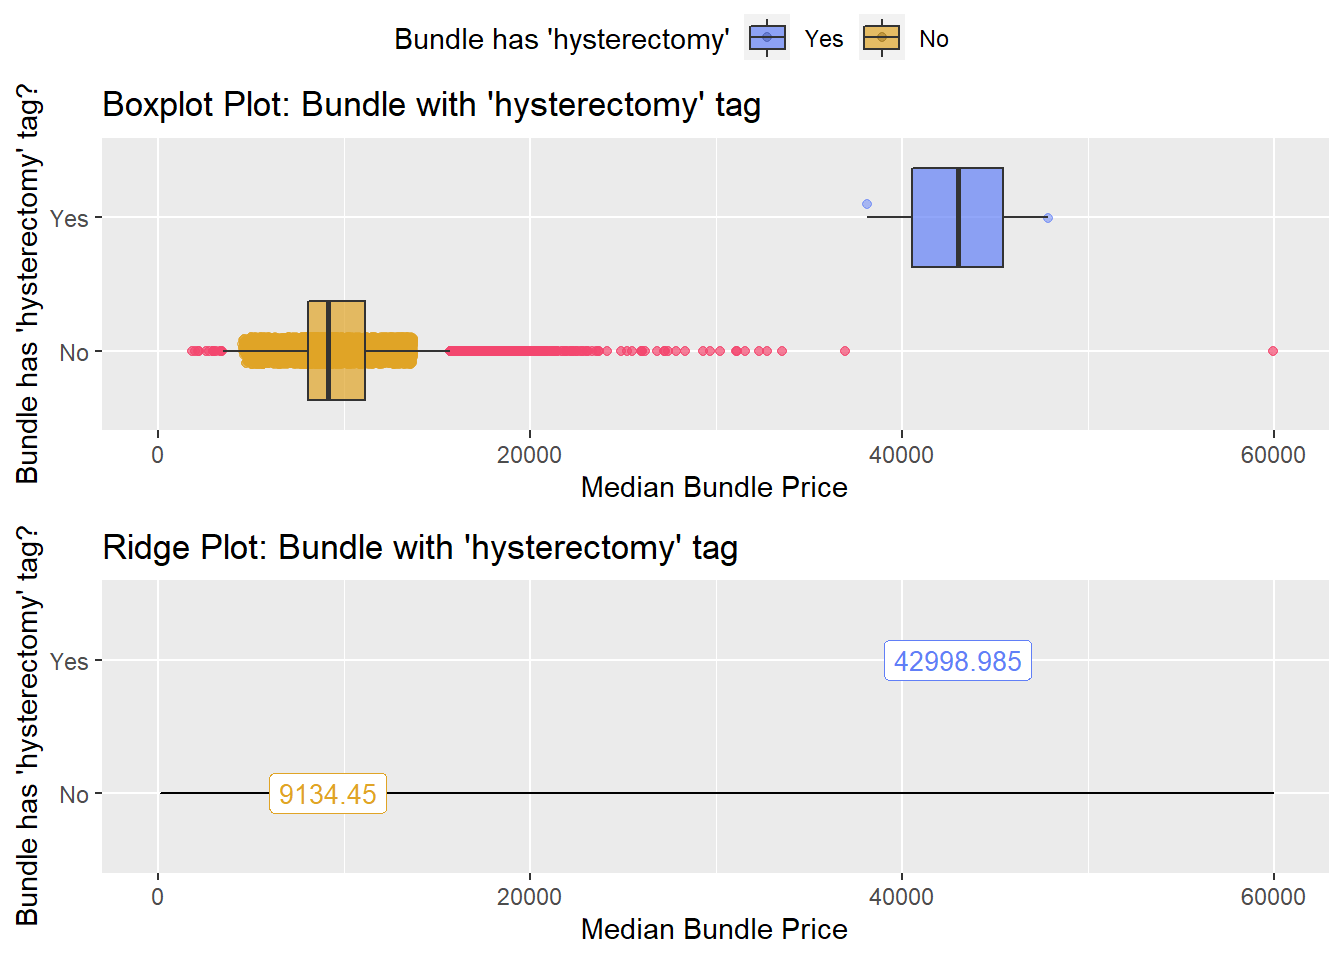 Bundle has 'hysterectomy' Yes No
Boxplot Plot: Bundle with 'hysterectomy' tag
Bundle has 'hysterectomy' tag?
Yes
No
0 20000 40000 60000
Median Bundle Price
Ridge Plot: Bundle with 'hysterectomy' tag
Bundle has 'hysterectomy' tag?
Yes
42998.985
No
9134.45
0 20000 40000 60000
Median Bundle Price